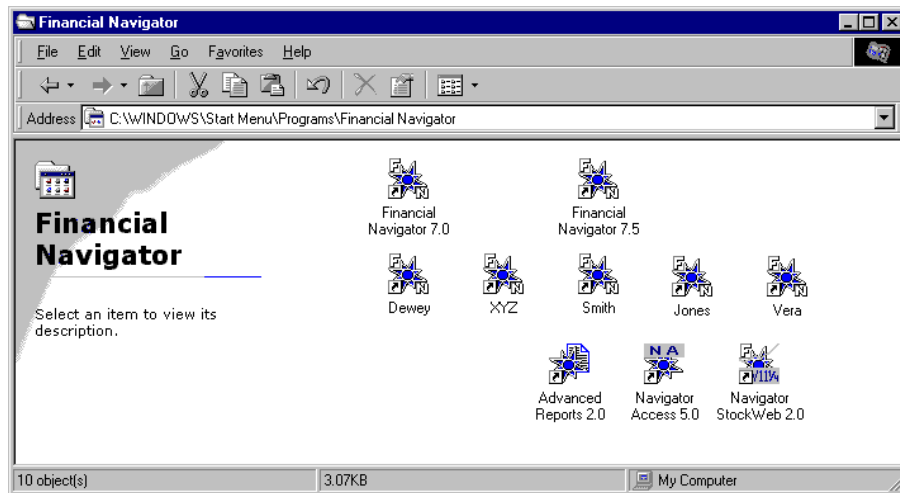 Financial Navigator
File Edit View Go Favorites Help
Address C:\WINDOWS\Start Menu\Programs\Financial Navigator
Financial
Navigator
Select an item to view its
description.
Financial
Navigator 7.0
Financial
Navigator 7.5
Dewey
XYZ
Smith
Jones
Vera
Advanced
Reports 2.0
N A
Navigator
Access 5.0
Navigator
StockWeb 2.0
10 object(s) 3.07KB My Computer